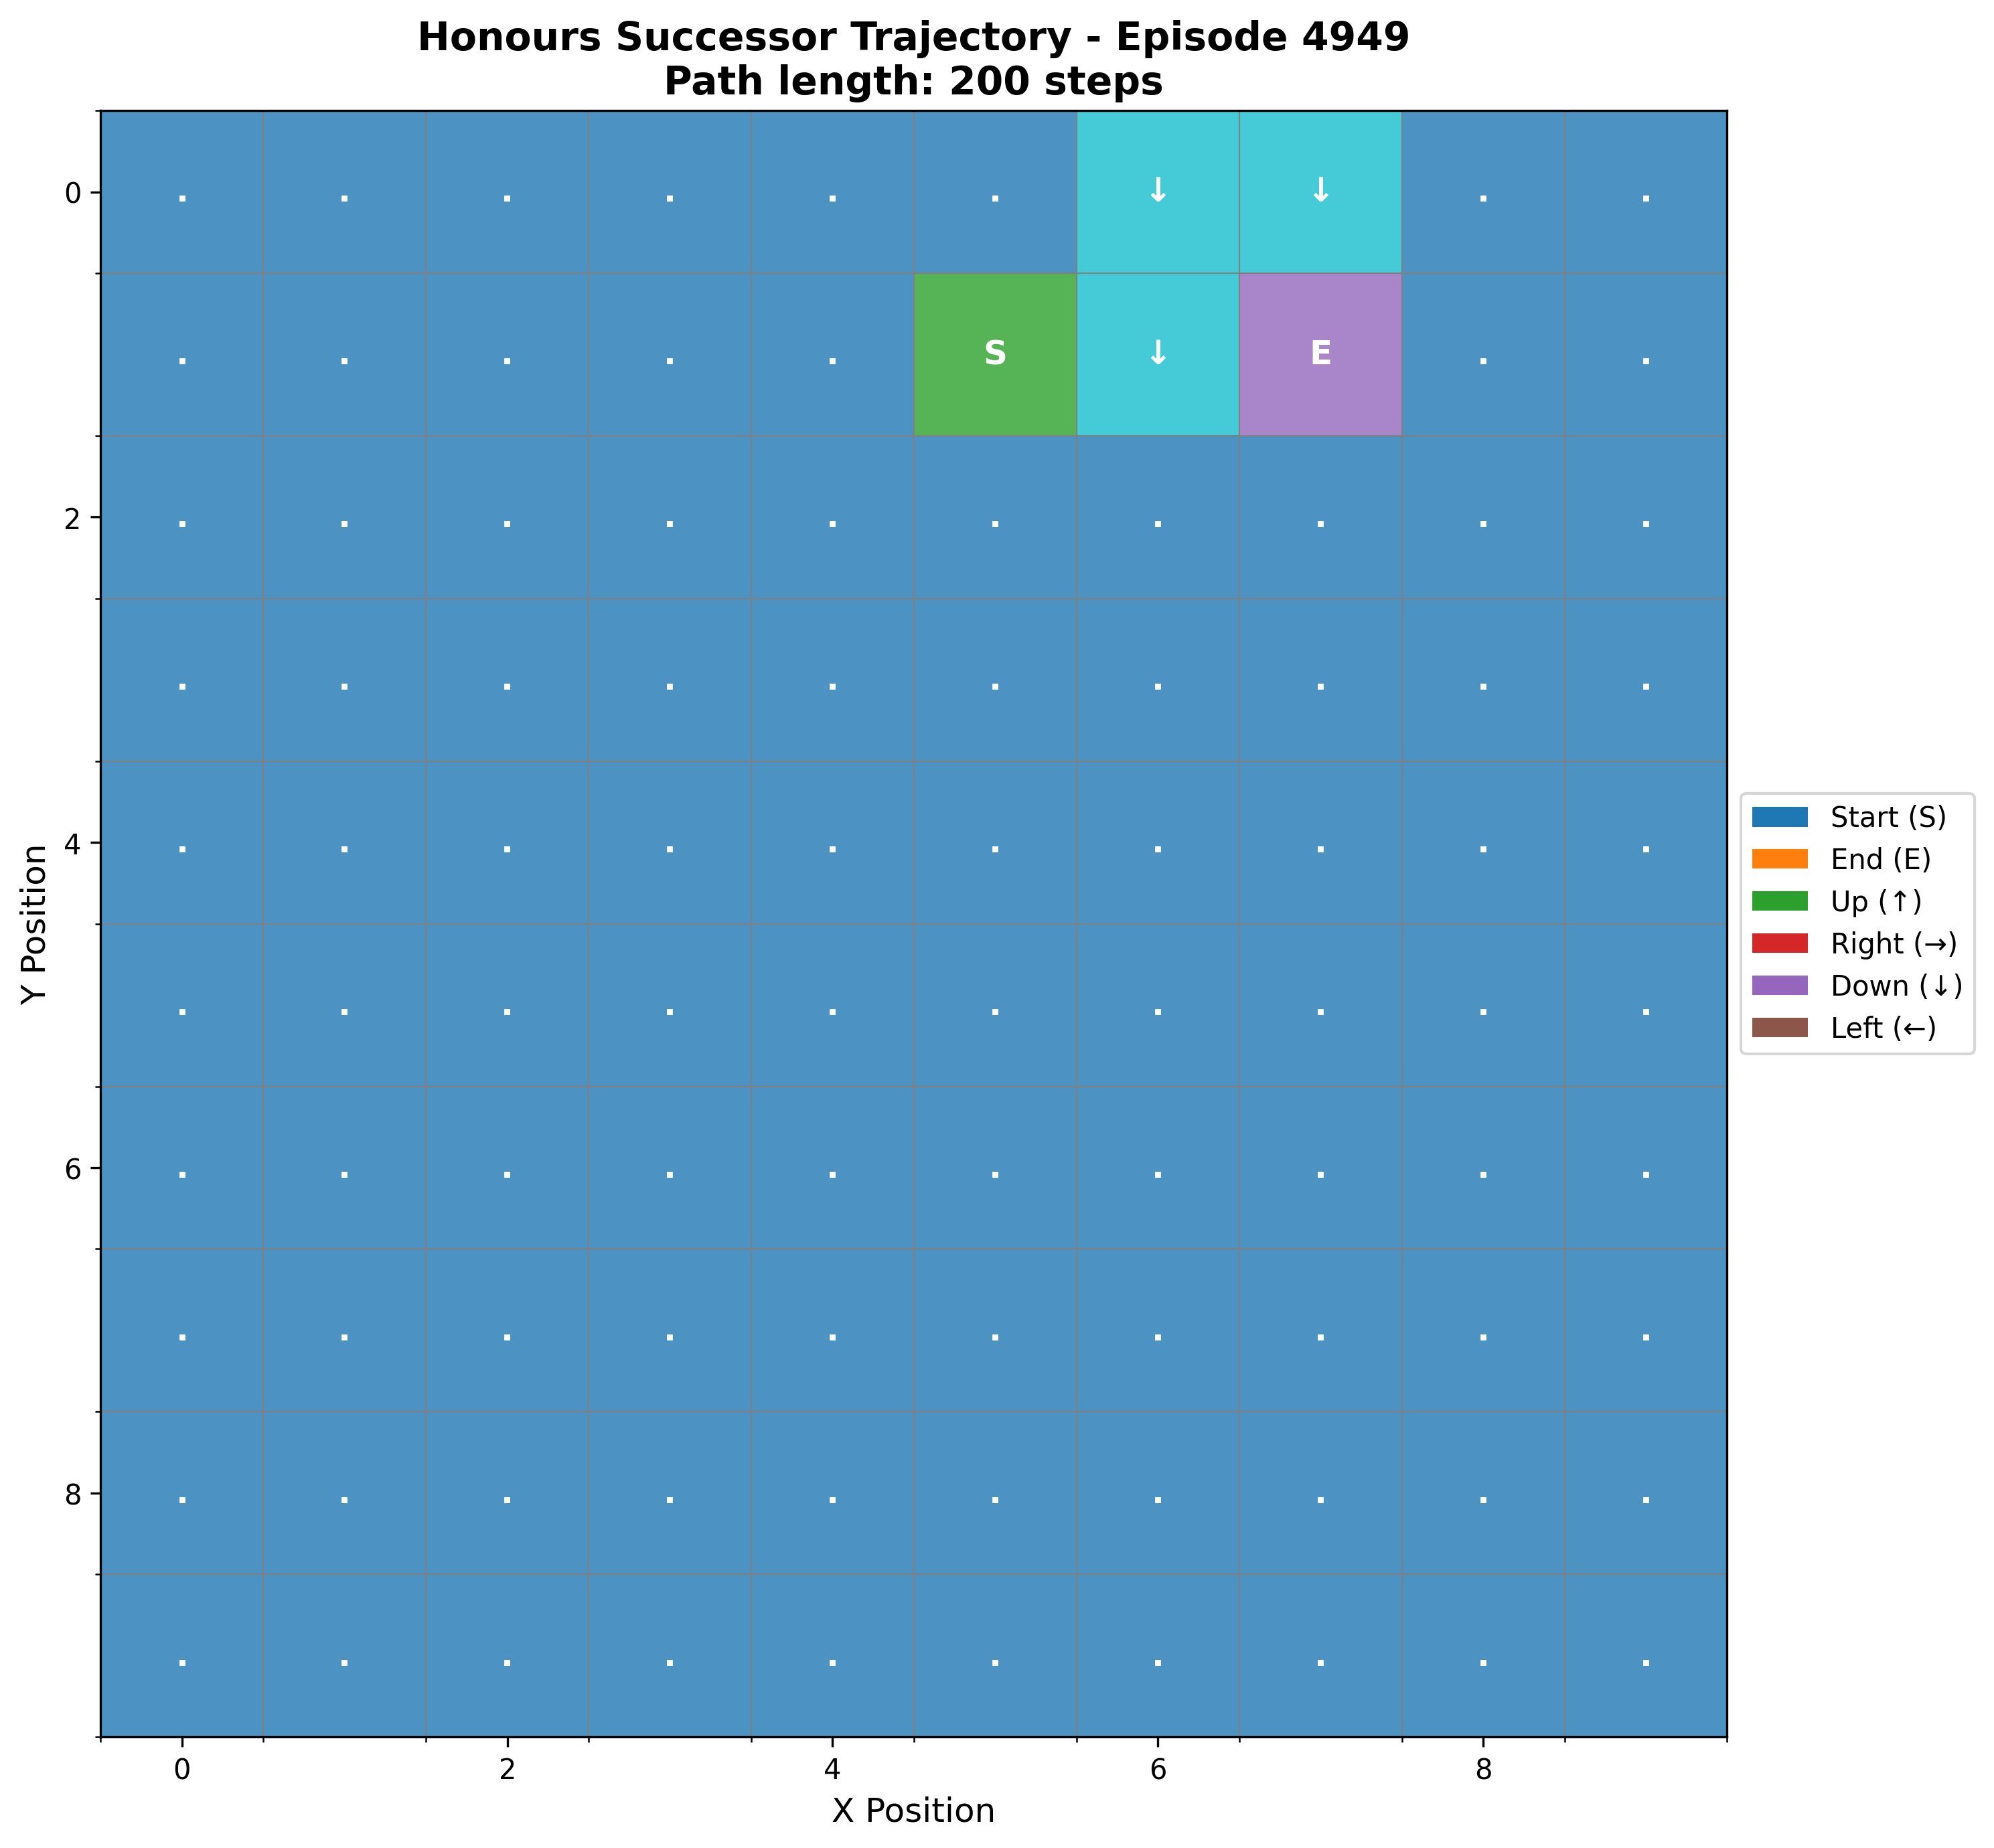 Honours Successor Trajectory - Episode 4949
Path length: 200 steps
0
· · · · · · ↓ ↓ · ·
· · · · · S ↓ E · ·
2
· · · · · · · · · ·
· · · · · · · · · ·
4
· · · · · · · · · ·
· · · · · · · · · ·
6
· · · · · · · · · ·
· · · · · · · · · ·
8
· · · · · · · · · ·
· · · · · · · · · ·
0 2 4 6 8
X Position
Y Position
Start (S)
End (E)
Up (↑)
Right (→)
Down (↓)
Left (←)